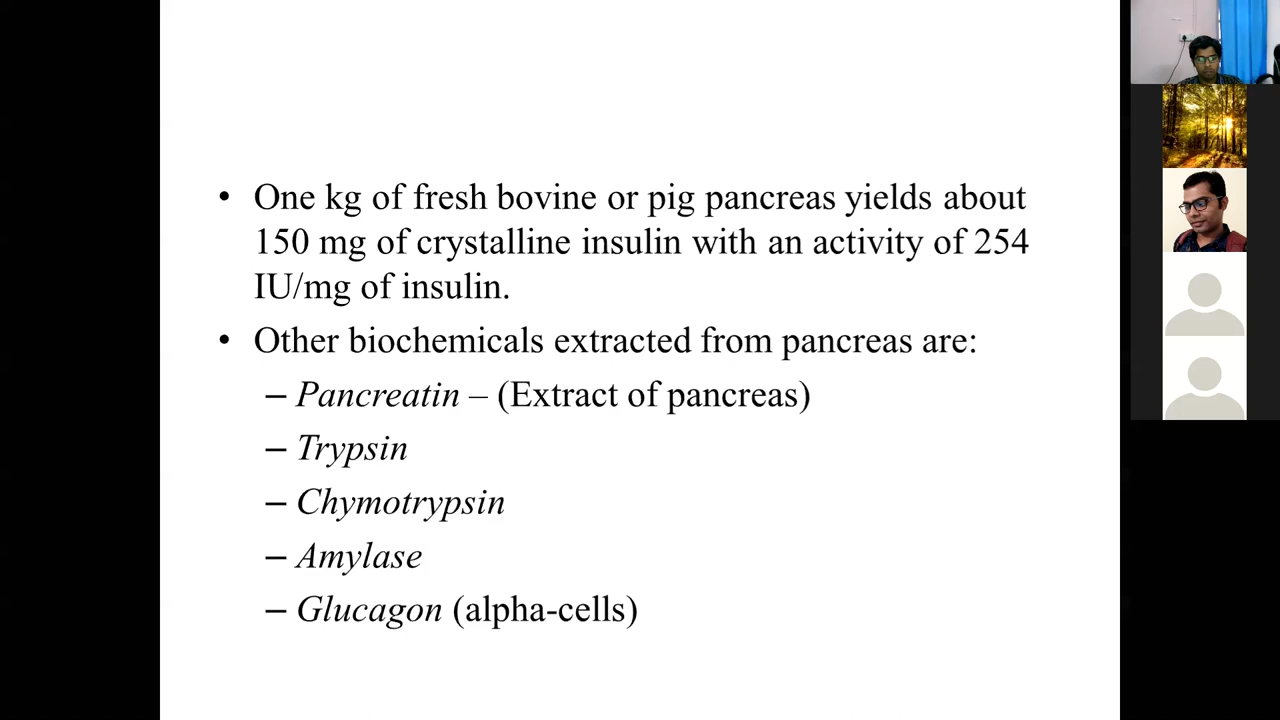 • One kg of fresh bovine or pig pancreas yields about
150 mg of crystalline insulin with an activity of 254
IU/mg of insulin.
• Other biochemicals extracted from pancreas are:
– Pancreatin – (Extract of pancreas)
– Trypsin
– Chymotrypsin
– Amylase
– Glucagon (alpha-cells)